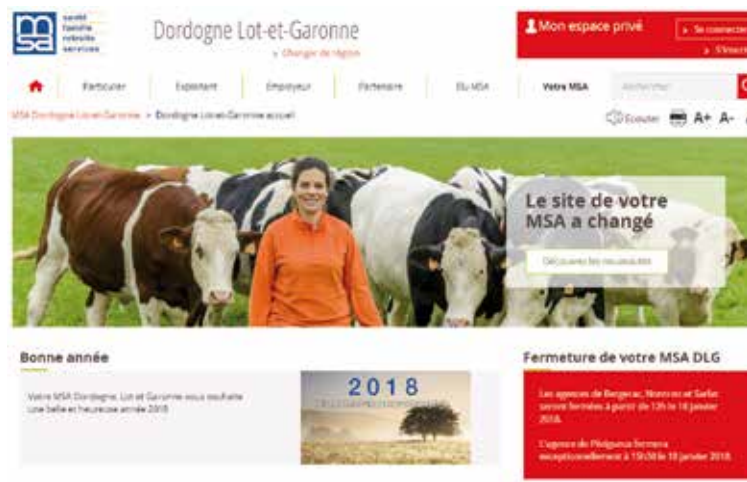 msa
santé
famille
retraite
services
Dordogne Lot-et-Garonne
» Changer de région
Mon espace privé
» Se connecter
» S'inscrire
Particulier
Exploitant
Employeur
Partenaire
Elu MSA
Votre MSA
Rechercher
MSA Dordogne Lot-et-Garonne > Dordogne Lot-et-Garonne accueil
Ecouter
A+ A-
Le site de votre
MSA a changé
Découvrez les nouveautés
Bonne année
Votre MSA Dordogne, Lot et Garonne vous souhaite
une belle et heureuse année 2018
2018
Fermeture de votre MSA DLG
Les agences de Bergerac, et Sarlat
seront fermées à partir de 12h le 18 janvier
2018.
L'agence de Périgueux fermera
exceptionnellement à 15h30 le 18 janvier 2018.